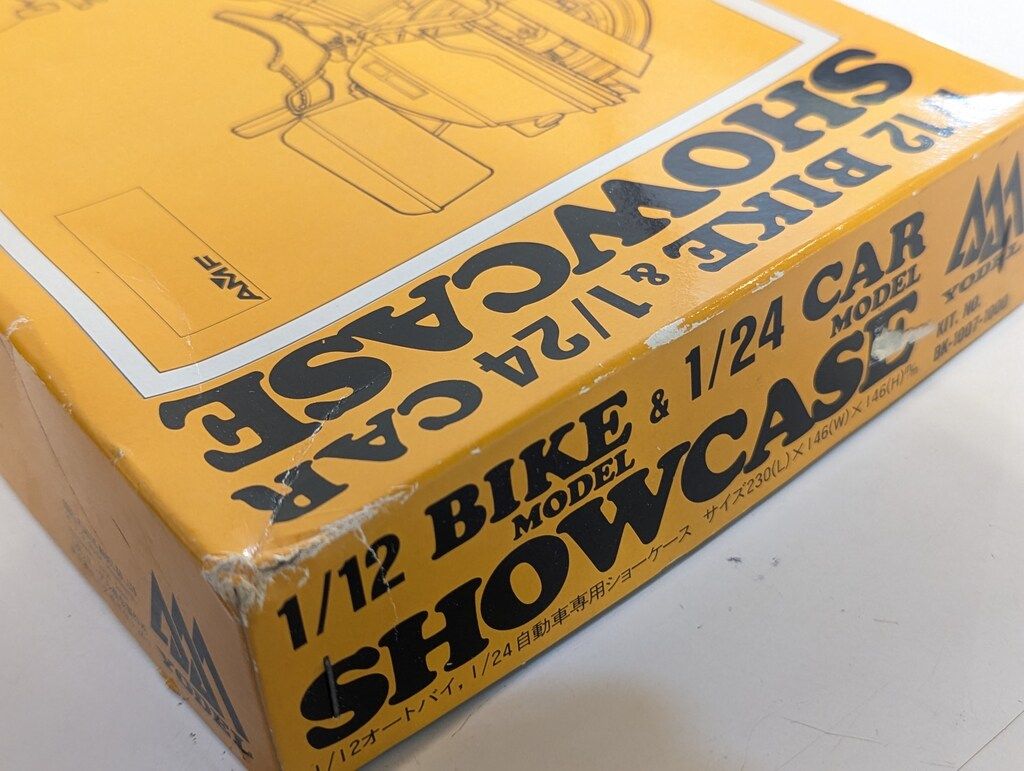 AMF
1/12 BIKE & 1/24 CAR
SHOWCASE
1/12 BIKE MODEL & 1/24 CAR MODEL
SHOWCASE
1/12オートバイ, 1/24自動車専用ショーケース サイズ230(L)×146(W)×146(H)m/m
YODEL
KIT. NO.
YODEL